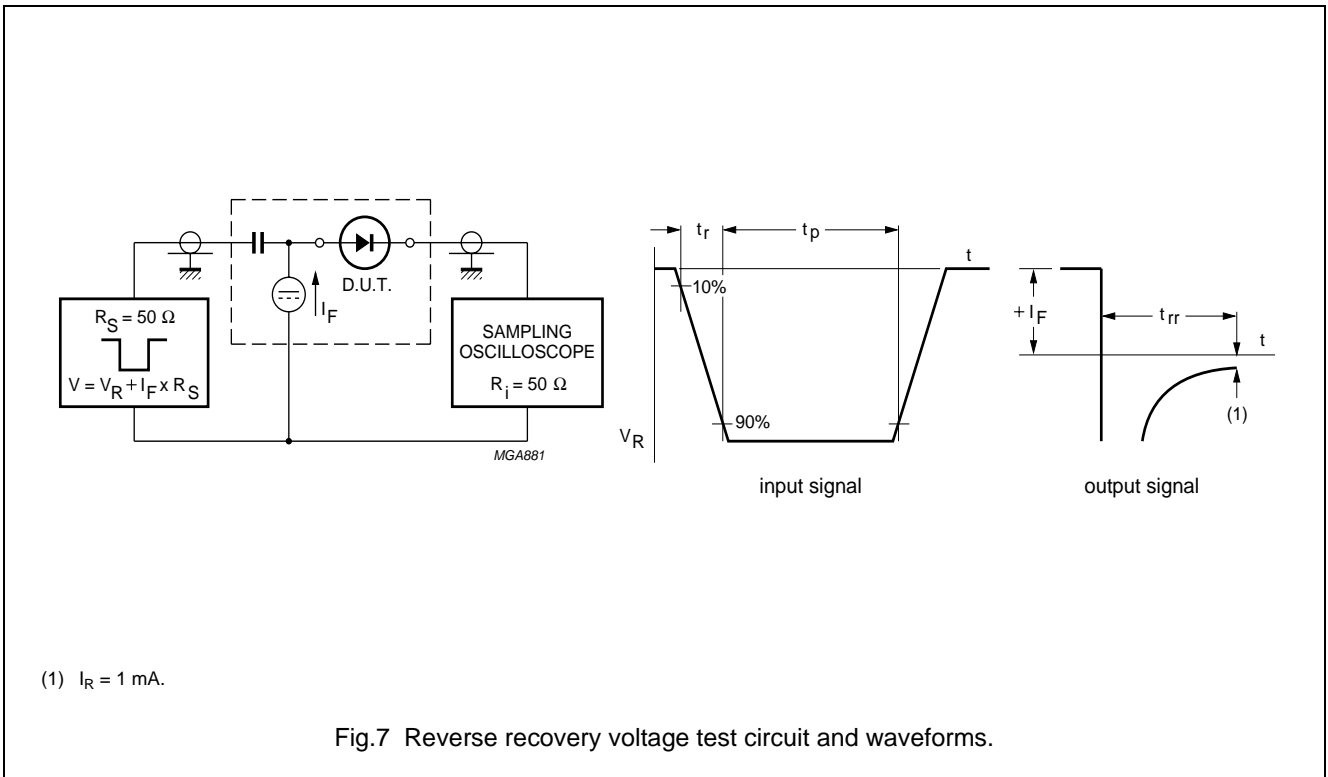 R_S = 50 Ω
V = V_R + I_F x R_S
I_F
D.U.T.
SAMPLING
OSCILLOSCOPE
R_i = 50 Ω
MGA881
t_r
t_p
t
10%
90%
V_R
input signal
+ I_F
t_rr
t
(1)
output signal
(1) I_R = 1 mA.
Fig.7 Reverse recovery voltage test circuit and waveforms.